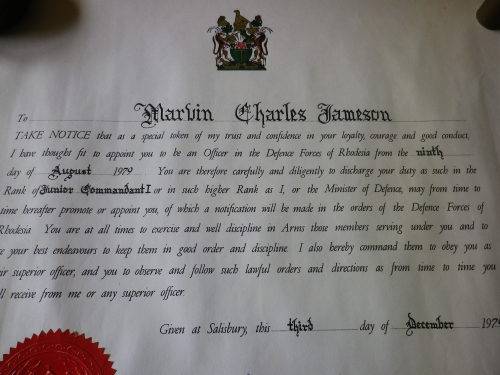 To Marvin Charles Jameson
TAKE NOTICE that as a special token of my trust and confidence in your loyalty, courage and good conduct,
I have thought fit to appoint you to be an Officer in the Defence Forces of Rhodesia from the ninth
day of August 1979 You are therefore carefully and diligently to discharge your duty as such in the
Rank of Junior Commandant I or in such higher Rank as I, or the Minister of Defence, may from time to
time hereafter promote or appoint you, of which a notification will be made in the orders of the Defence Forces of
Rhodesia You are at all times to exercise and well discipline in Arms those members serving under you and to
e your best endeavours to keep them in good order and discipline. I also hereby command them to obey you as
ir superior officer, and you to observe and follow such lawful orders and directions as from time to time you
ll receive from me or any superior officer.
Given at Salisbury, this third day of December 197